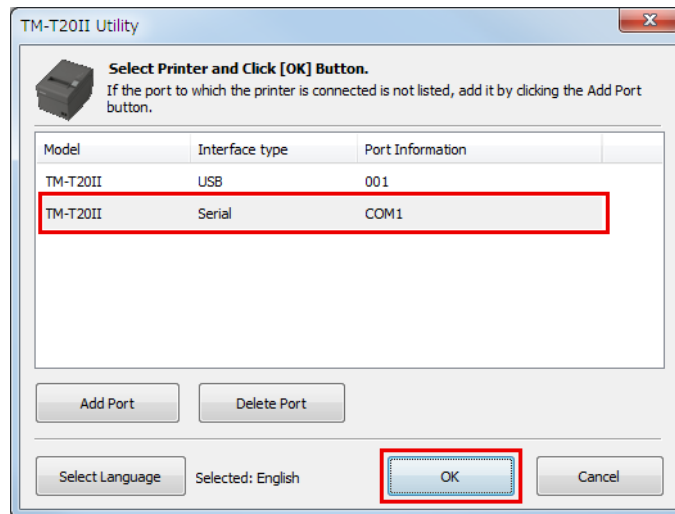 TM-T20II Utility
Select Printer and Click [OK] Button.
If the port to which the printer is connected is not listed, add it by clicking the Add Port
button.
Model Interface type Port Information
TM-T20II USB 001
TM-T20II Serial COM1
Add Port Delete Port
Select Language Selected: English OK Cancel